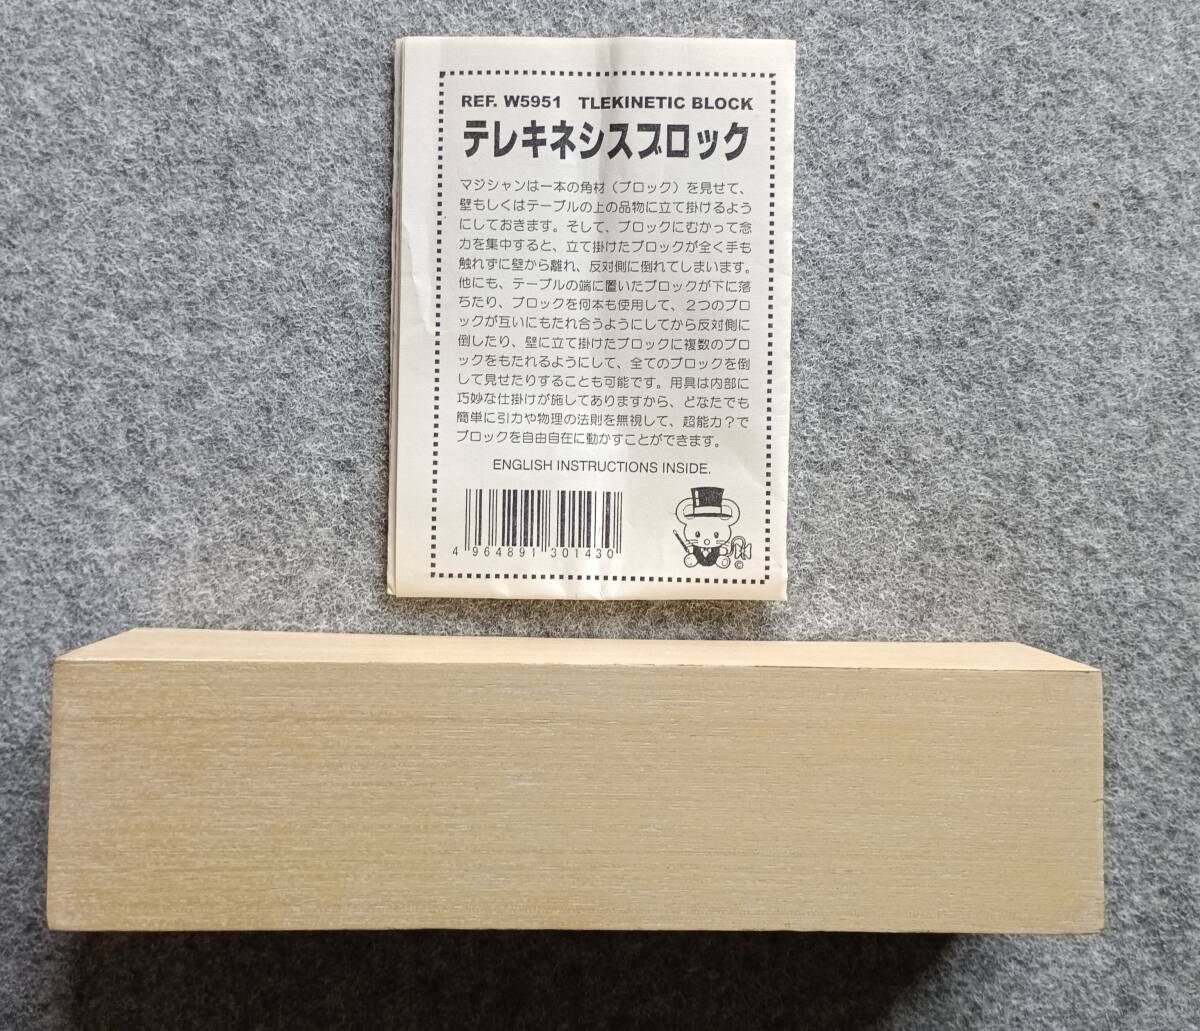 REF. W5951 TLEKINETIC BLOCK
テレキネシスブロック
マジシャンは一本の角材（ブロック）を見せて、
壁もしくはテーブルの上の品物に立て掛けるよう
にしておきます。そして、ブロックにむかって念
力を集中すると、立て掛けたブロックが全く手も
触れずに壁から離れ、反対側に倒れてしまいます。
他にも、テーブルの端に置いたブロックが下に落
ちたり、ブロックを何本も使用して、２つのブロ
ックが互いにもたれ合うようにしてから反対側に
倒したり、壁に立て掛けたブロックに複数のブロ
ックをもたれるようにして、全てのブロックを倒
して見せたりすることも可能です。用具は内部に
巧妙な仕掛けが施してありますから、どなたでも
簡単に引力や物理の法則を無視して、超能力？で
ブロックを自由自在に動かすことができます。
ENGLISH INSTRUCTIONS INSIDE.
4 964891 301430
©